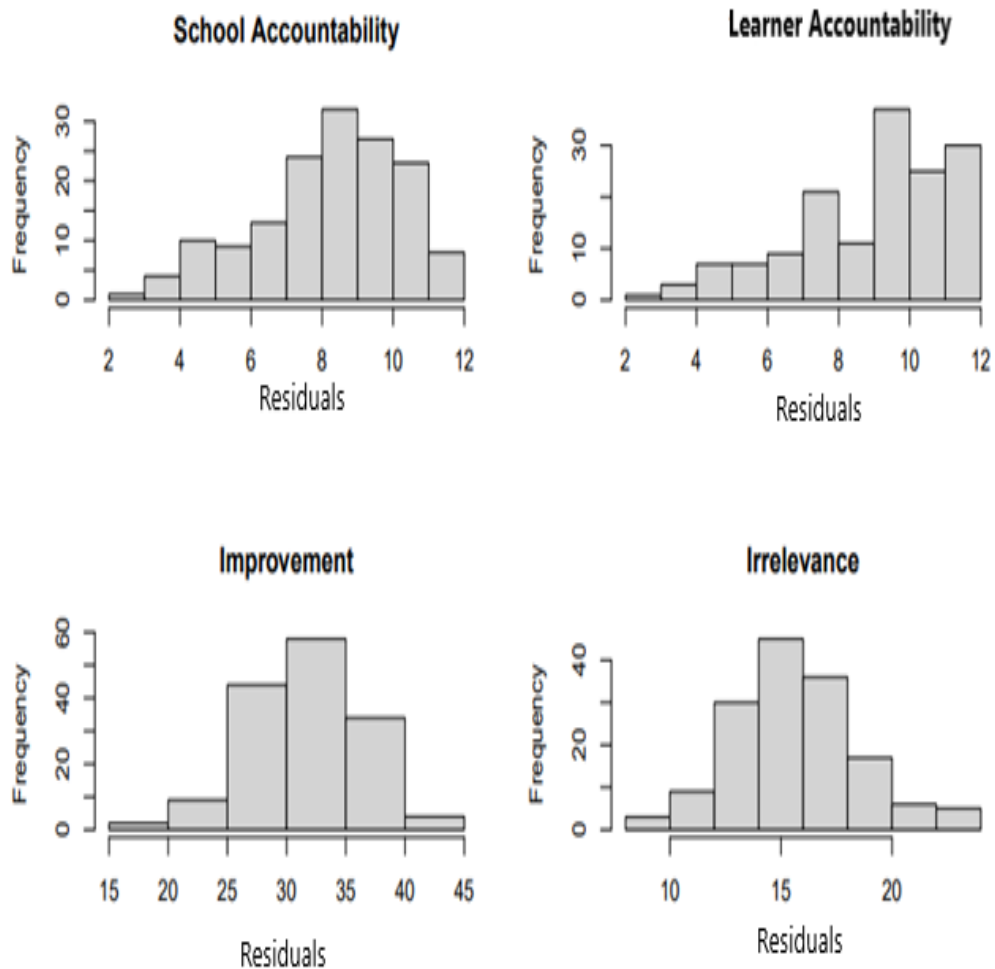 School Accountability
Frequency
0 10 20 30
2 4 6 8 10 12
Residuals
Learner Accountability
Frequency
0 10 30
2 4 6 8 10 12
Residuals
Improvement
Frequency
0 20 40 60
15 20 25 30 35 40 45
Residuals
Irrelevance
Frequency
0 20 40
10 15 20
Residuals